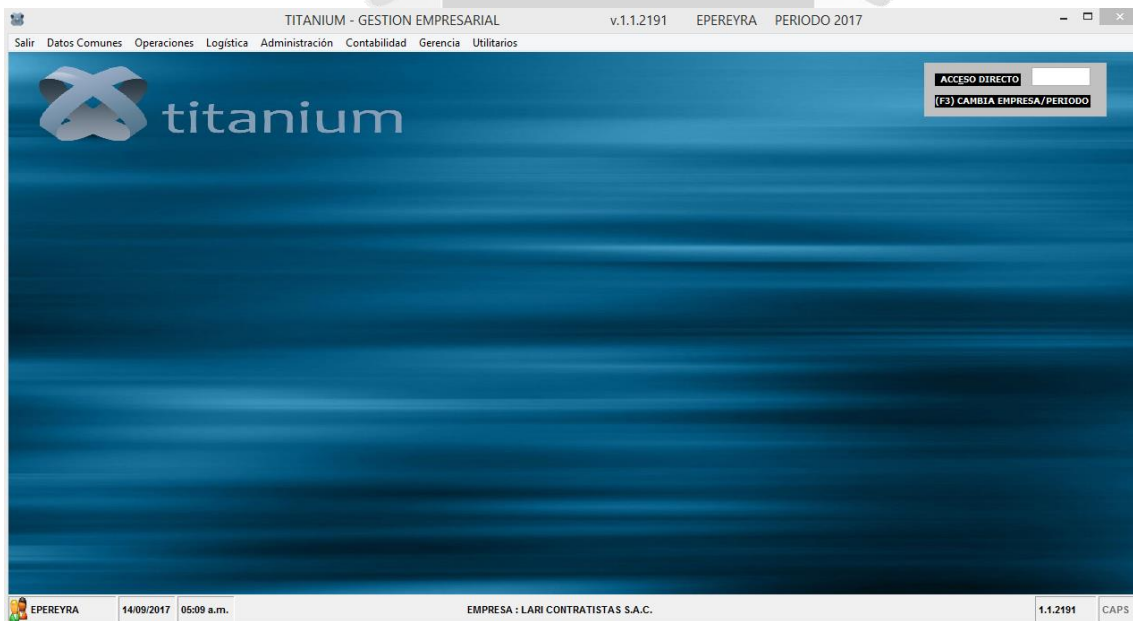 TITANIUM - GESTION EMPRESARIAL v.1.1.2191 EPEREYRA PERIODO 2017
Salir Datos Comunes Operaciones Logística Administración Contabilidad Gerencia Utilitarios
titanium
ACCESO DIRECTO
(F3) CAMBIA EMPRESA/PERIODO
EPEREYRA 14/09/2017 05:09 a.m. EMPRESA : LARI CONTRATISTAS S.A.C. 1.1.2191 CAPS